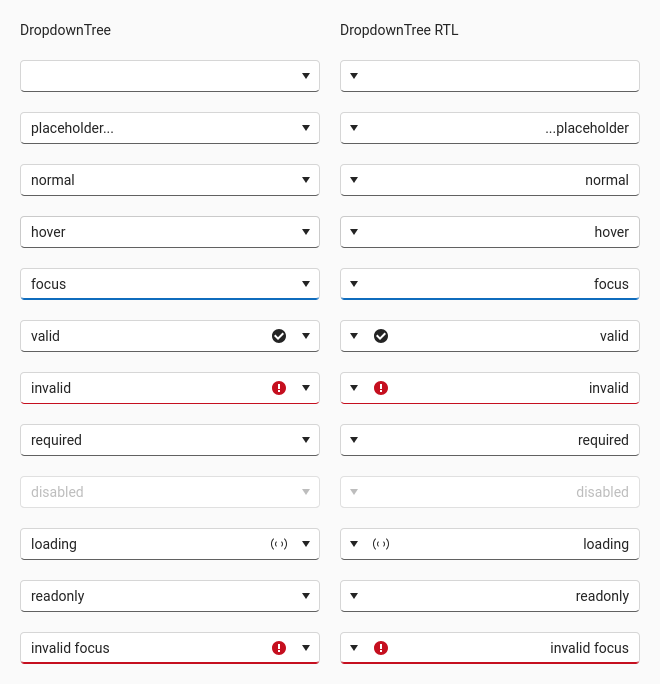 DropdownTree
DropdownTree RTL
placeholder...
...placeholder
normal
normal
hover
hover
focus
focus
valid
valid
invalid
invalid
required
required
disabled
disabled
loading
loading
readonly
readonly
invalid focus
invalid focus